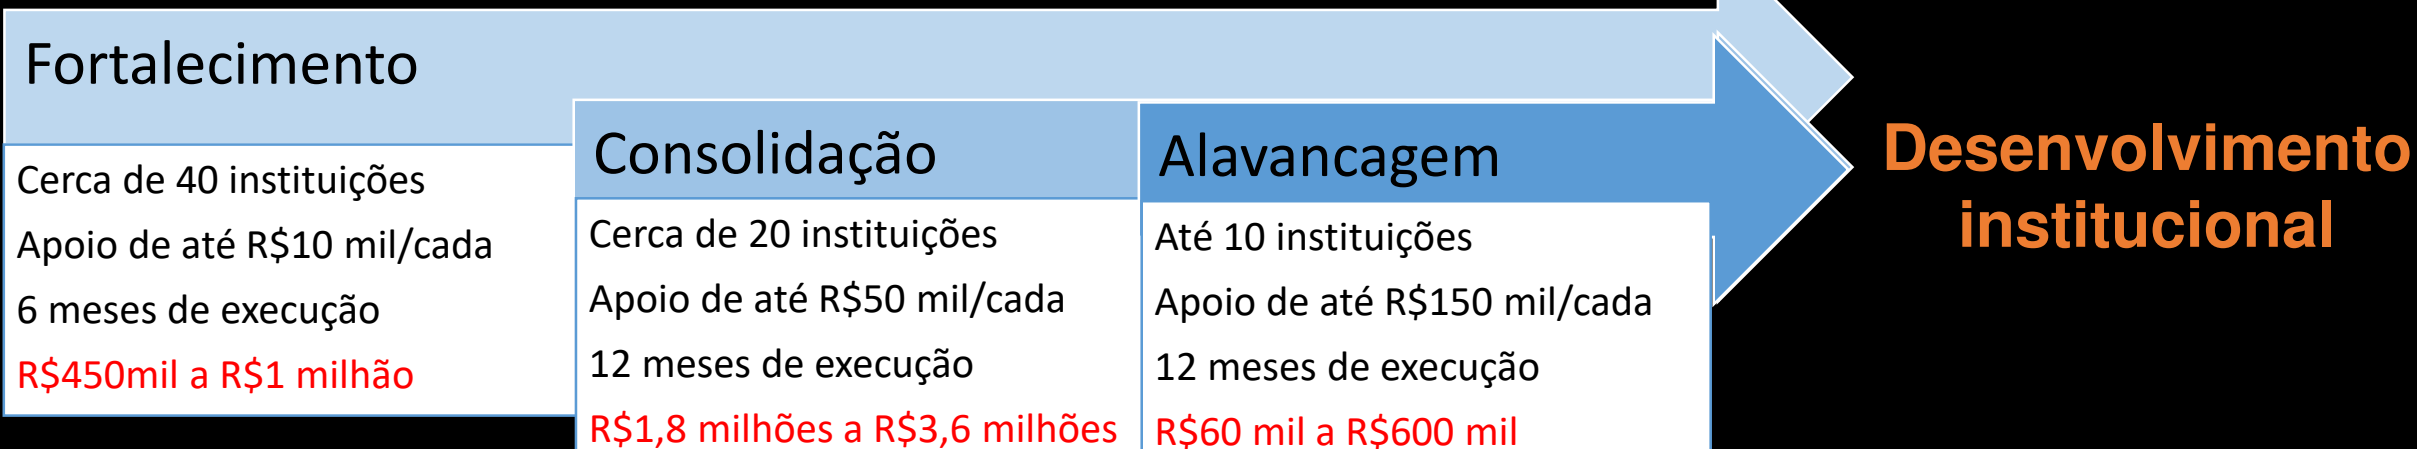 Fortalecimento
Cerca de 40 instituições
Apoio de até R$10 mil/cada
6 meses de execução
R$450mil a R$1 milhão
Consolidação
Cerca de 20 instituições
Apoio de até R$50 mil/cada
12 meses de execução
R$1,8 milhões a R$3,6 milhões
Alavancagem
Até 10 instituições
Apoio de até R$150 mil/cada
12 meses de execução
R$60 mil a R$600 mil
Desenvolvimento
institucional